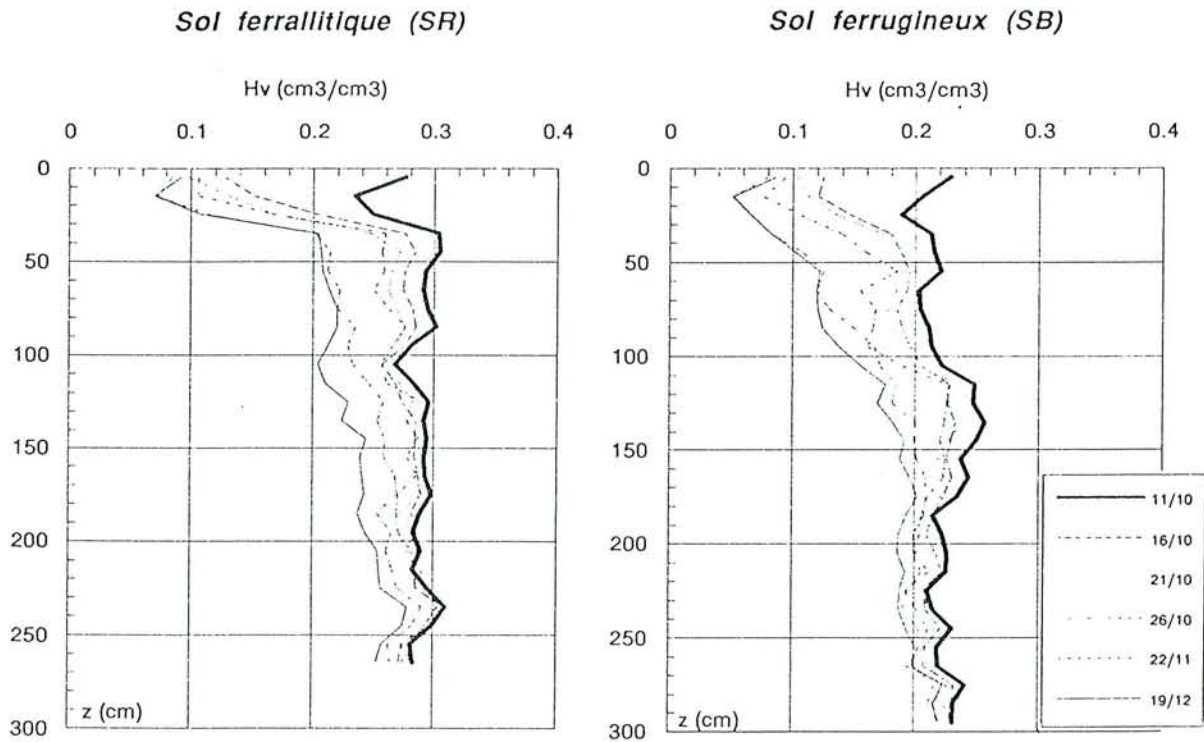 Sol ferrallitique (SR)
Hv (cm3/cm3)
0 0.1 0.2 0.3 0.4
0
50
100
150
200
250
300
z (cm)
Sol ferrugineux (SB)
Hv (cm3/cm3)
0 0.1 0.2 0.3 0.4
0
50
100
150
200
250
300
z (cm)
11/10
16/10
21/10
26/10
22/11
19/12